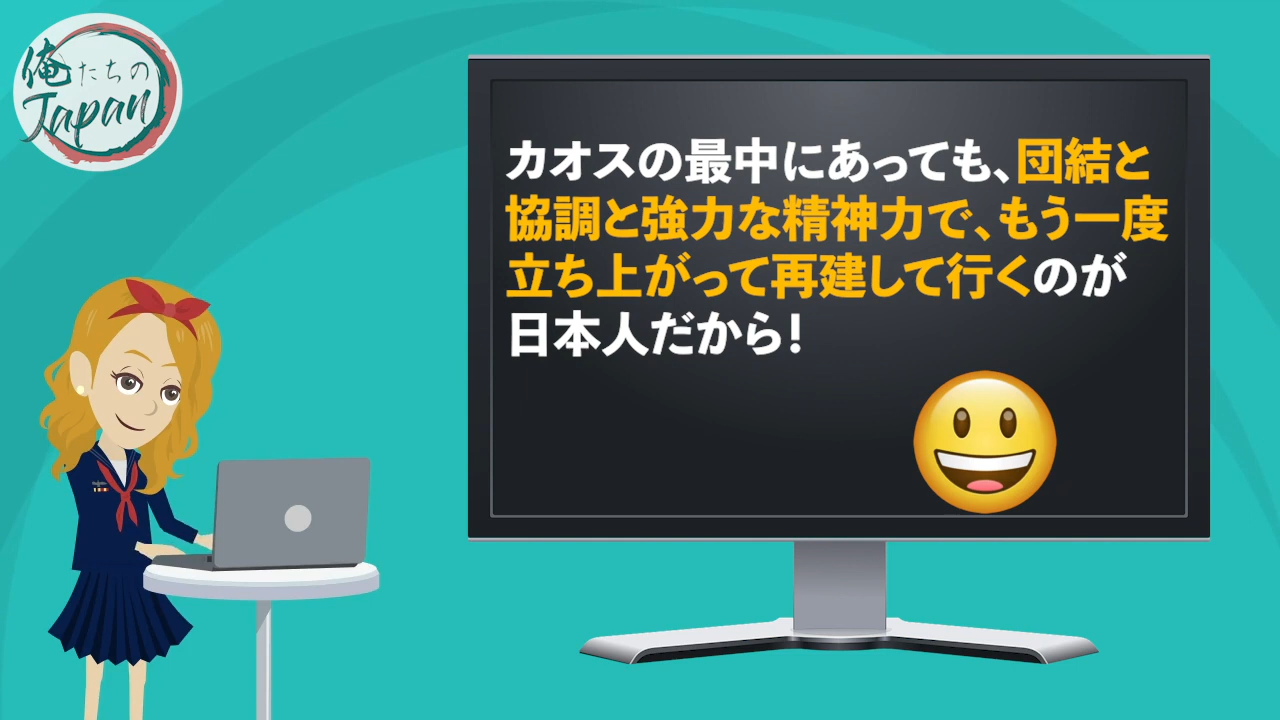 俺たちの
Japan
カオスの最中にあっても、団結と
協調と強力な精神力で、もう一度
立ち上がって再建して行くのが
日本人だから!